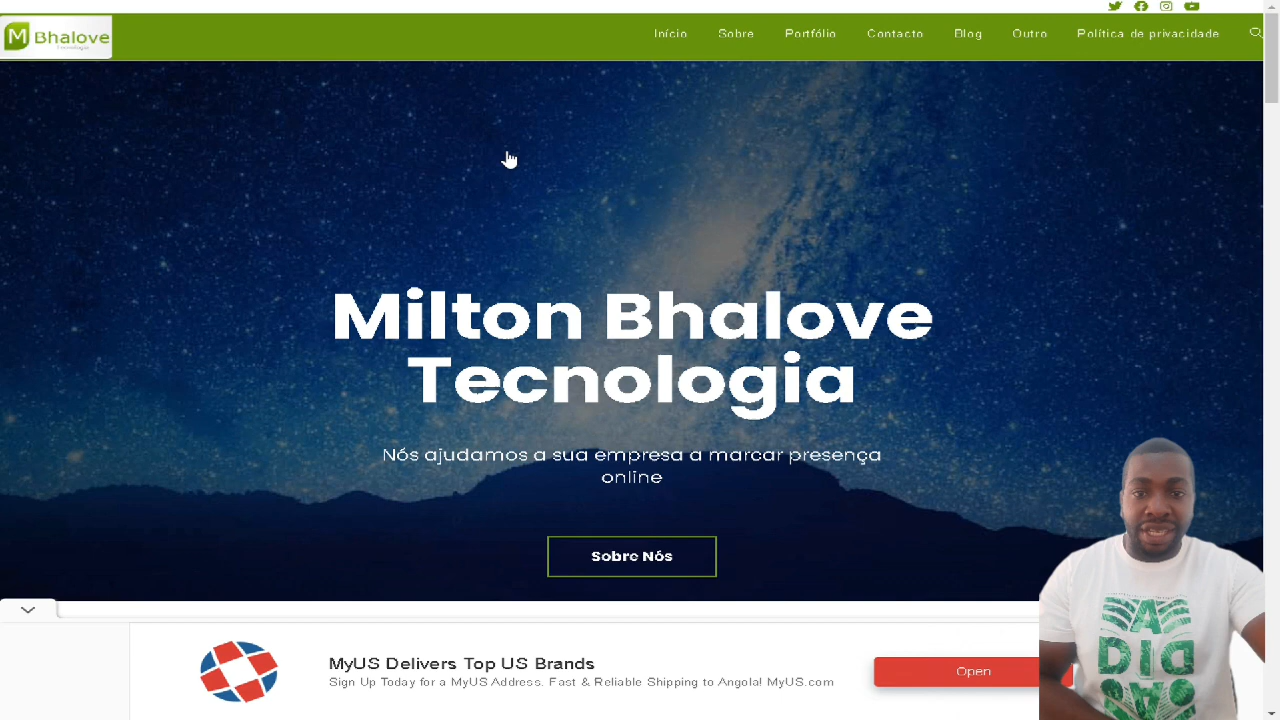 M Bhalove
Tecnologia
Início Sobre Portfólio Contacto Blog Outro Política de privacidade
Milton Bhalove
Tecnologia
Nós ajudamos a sua empresa a marcar presença
online
Sobre Nós
MyUS Delivers Top US Brands
Sign Up Today for a MyUS Address. Fast & Reliable Shipping to Angola! MyUS.com
Open
ADIDAS